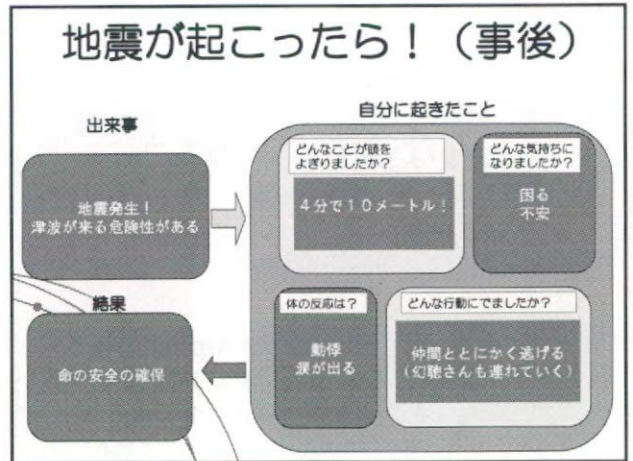 地震が起こったら！（事後）
出来事
地震発生！
津波が来る危険性がある
自分に起きたこと
どんなことが頭を
よぎりましたか？
４分で１０メートル！
どんな気持ちに
なりましたか？
困る
不安
体の反応は？
動悸
涙が出る
どんな行動にでましたか？
仲間ととにかく逃げる
(幻聴さんも連れていく)
結果
命の安全の確保